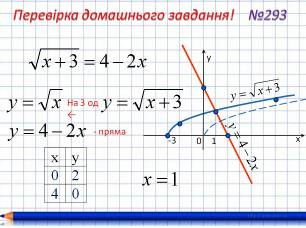 Перевірка домашнього завдання! №293
√(x+3) = 4 − 2x
y = √x На 3 од ← y = √(x+3)
y = 4 − 2x - пряма
x y
0 2
4 0
x = 1
y
y = √(x+3)
y = 4 − 2x
-3 0 1 x